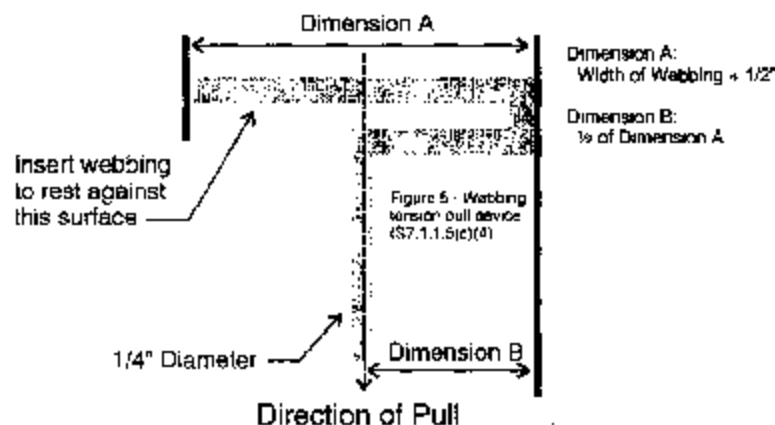 Dimension A
Dimension A:
Width of Webbing + 1/2"
Dimension B:
½ of Dimension A
Insert webbing
to rest against
this surface
Figure 5 - Webbing
tension pull device
(S7.1.1.5(c)(4)
1/4" Diameter
Dimension B
Direction of Pull